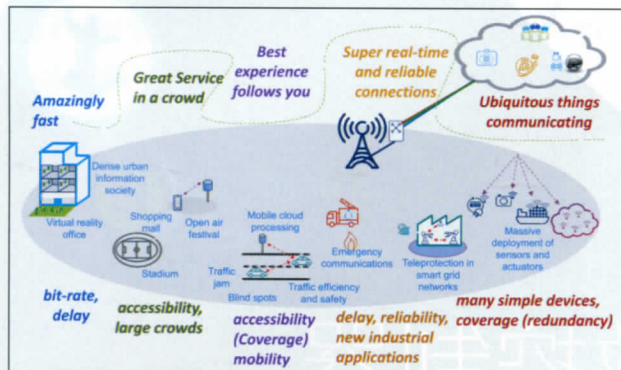 Amazingly
fast
Great Service
in a crowd
Best
experience
follows you
Super real-time
and reliable
connections
Ubiquitous things
communicating
Dense urban
information
society
Virtual reality
office
Shopping
mall
Stadium
Open air
festival
Mobile cloud
processing
Traffic
jam
Blind spots
Traffic efficiency
and safety
Emergency
communications
Teleprotection in
smart grid
networks
Massive
deployment of
sensors and
actuators
bit-rate,
delay
accessibility,
large crowds
accessibility
(Coverage)
mobility
delay, reliability,
new industrial
applications
many simple devices,
coverage (redundancy)